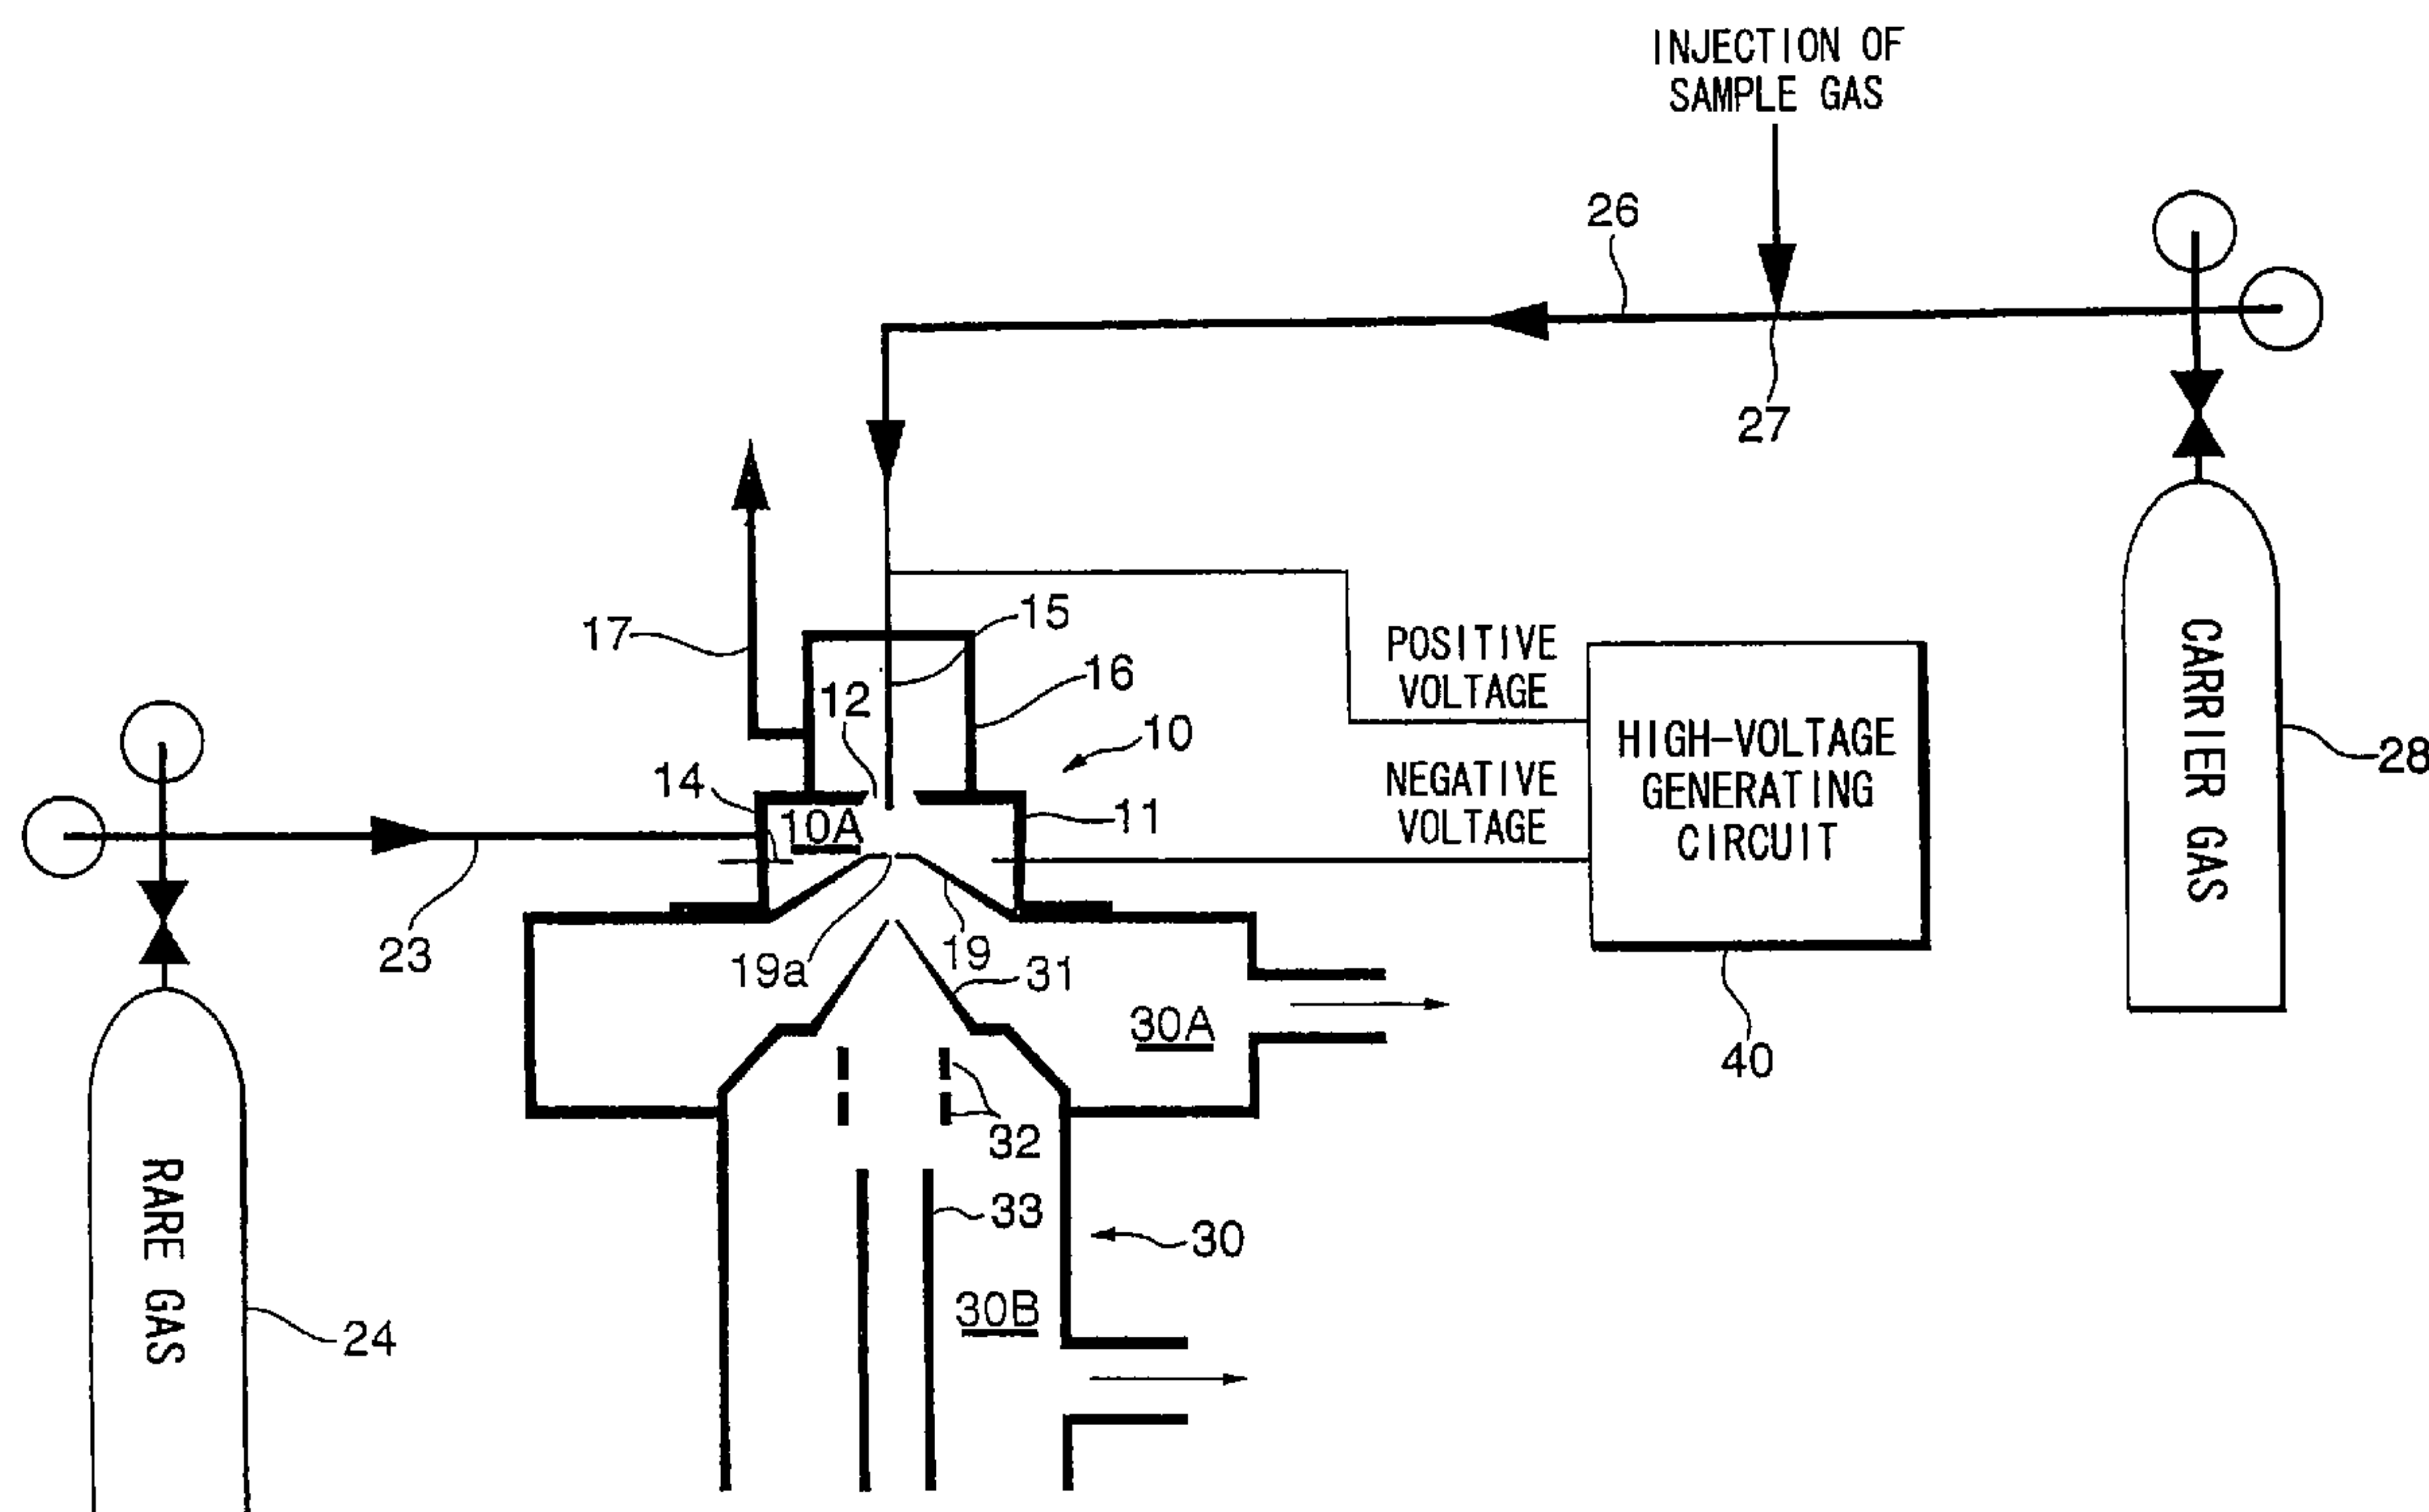 INJECTION OF
SAMPLE GAS
26
27
17
15
12
16
POSITIVE
VOLTAGE
10
14
NEGATIVE
VOLTAGE
HIGH-VOLTAGE
GENERATING
CIRCUIT
CARRIER GAS
28
10A
11
23
19a
19
31
30A
40
32
33
30
30B
RARE GAS
24